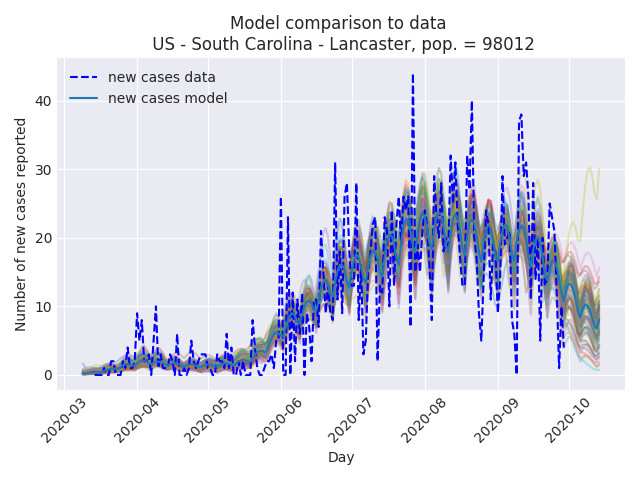 Model comparison to data
US - South Carolina - Lancaster, pop. = 98012
new cases data
new cases model
Number of new cases reported
40
30
20
10
0
2020-03
2020-04
2020-05
2020-06
2020-07
2020-08
2020-09
2020-10
Day